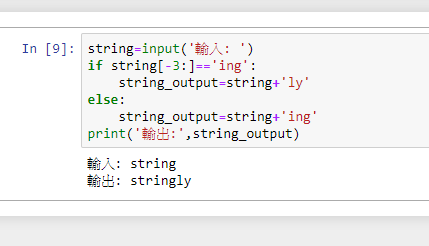 In [9]: string=input('輸入: ')
if string[-3:]=='ing':
    string_output=string+'ly'
else:
    string_output=string+'ing'
print('輸出:',string_output)
輸入: string
輸出: stringly